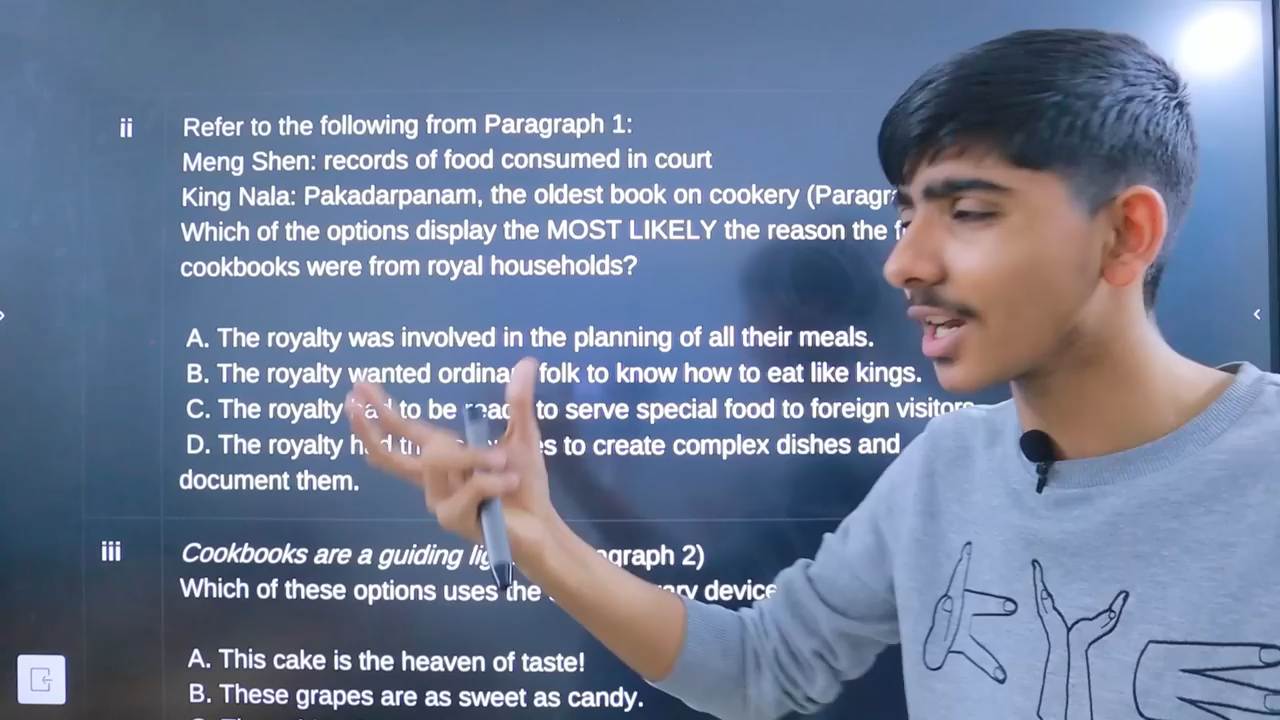 ii
Refer to the following from Paragraph 1:
Meng Shen: records of food consumed in court
King Nala: Pakadarpanam, the oldest book on cookery
Which of the options display the MOST LIKELY the reason the
cookbooks were from royal households?
A. The royalty was involved in the planning of all their meals.
B. The royalty wanted folk to know how to eat like kings.
C. The royalty had to be to serve special food to foreign visitors
D. The royalty to create complex dishes and
document them.
iii
Cookbooks are a guiding 2)
Which of these options uses the device
A. This cake is the heaven of taste!
B. These grapes are as sweet as candy.